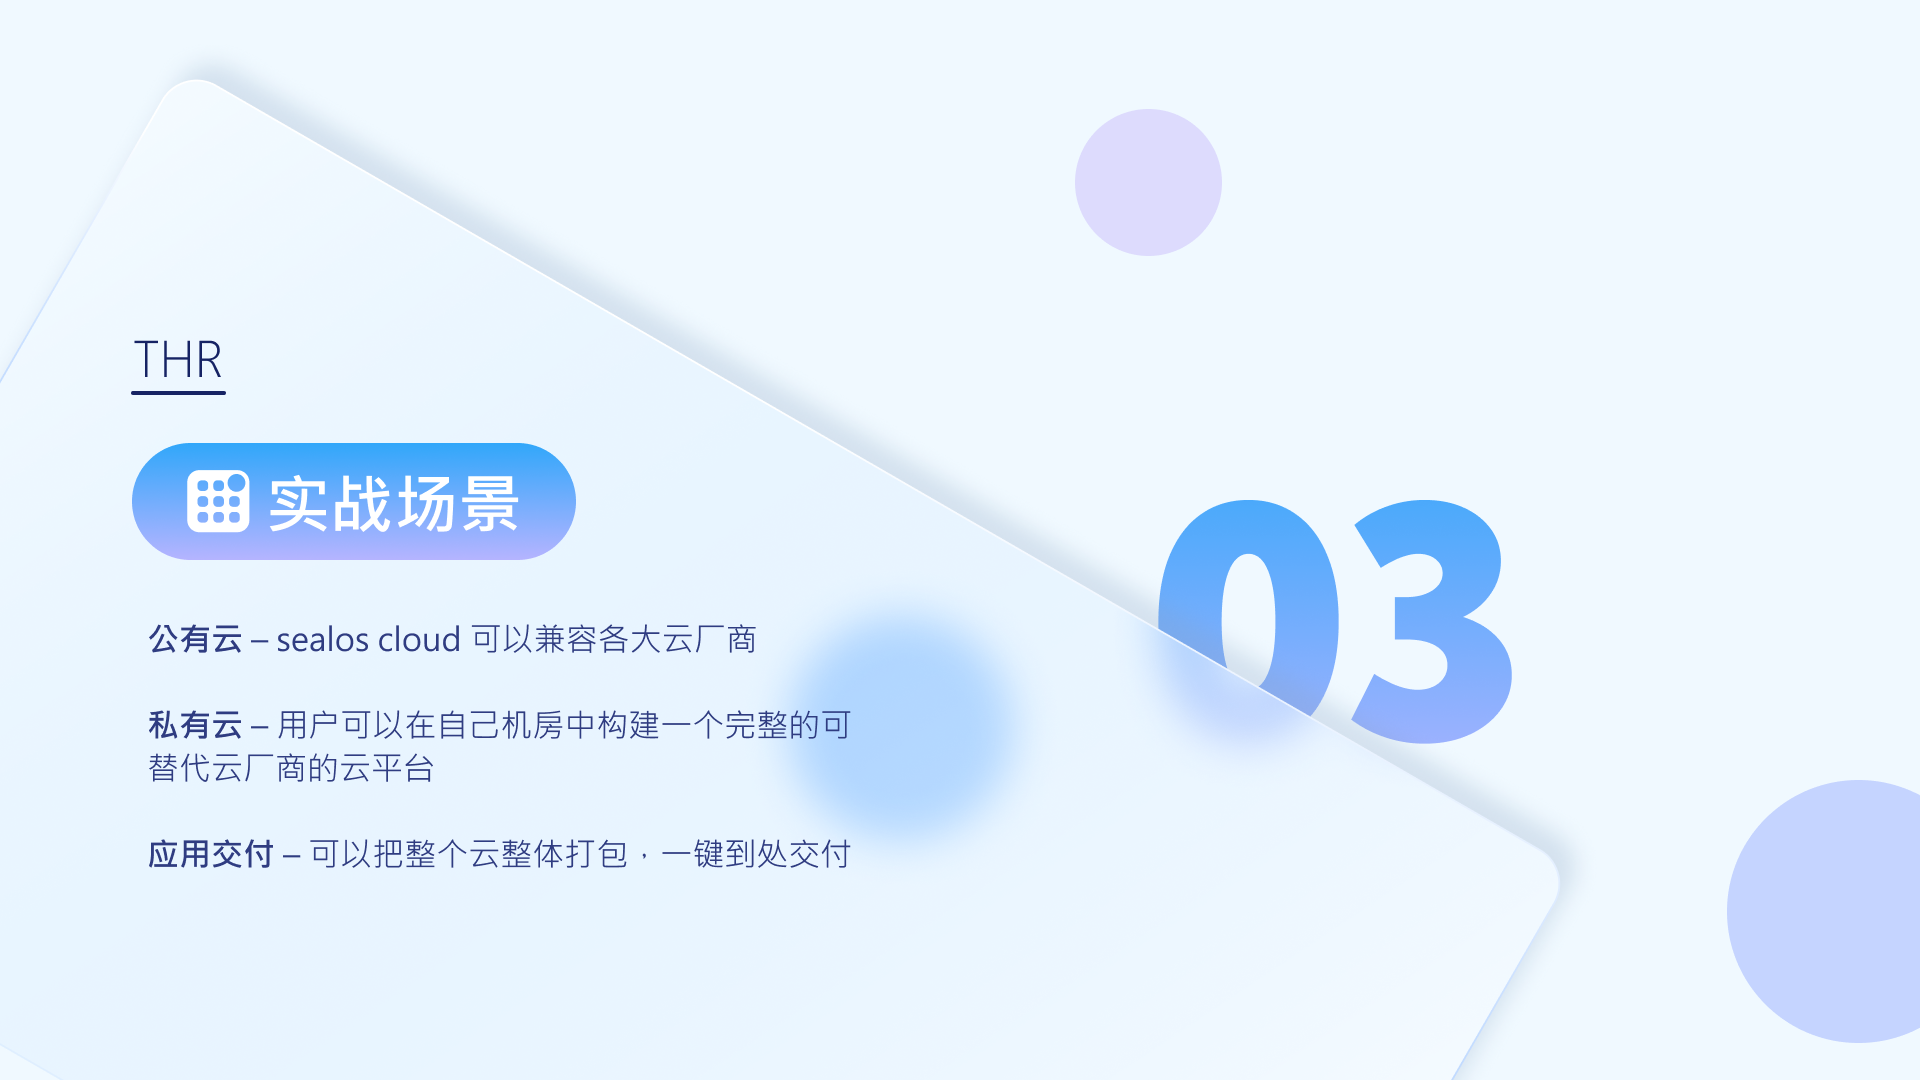 THR
实战场景
公有云 – sealos cloud 可以兼容各大云厂商
私有云 – 用户可以在自己机房中构建一个完整的可
替代云厂商的云平台
应用交付 – 可以把整个云整体打包，一键到处交付
03